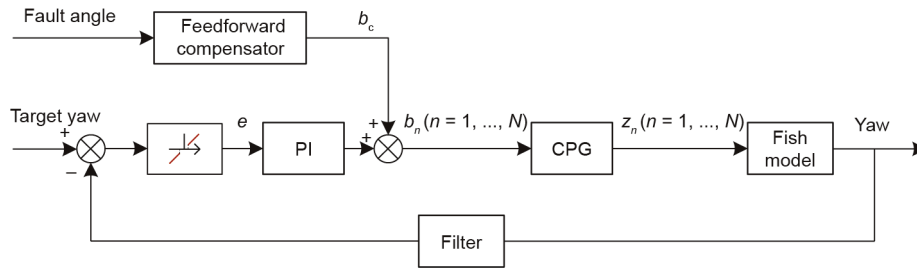 Fault angle
Feedforward
compensator
b_c
Target yaw
+
−
e
PI
+
+
b_n (n = 1, ..., N)
CPG
z_n (n = 1, ..., N)
Fish
model
Yaw
Filter